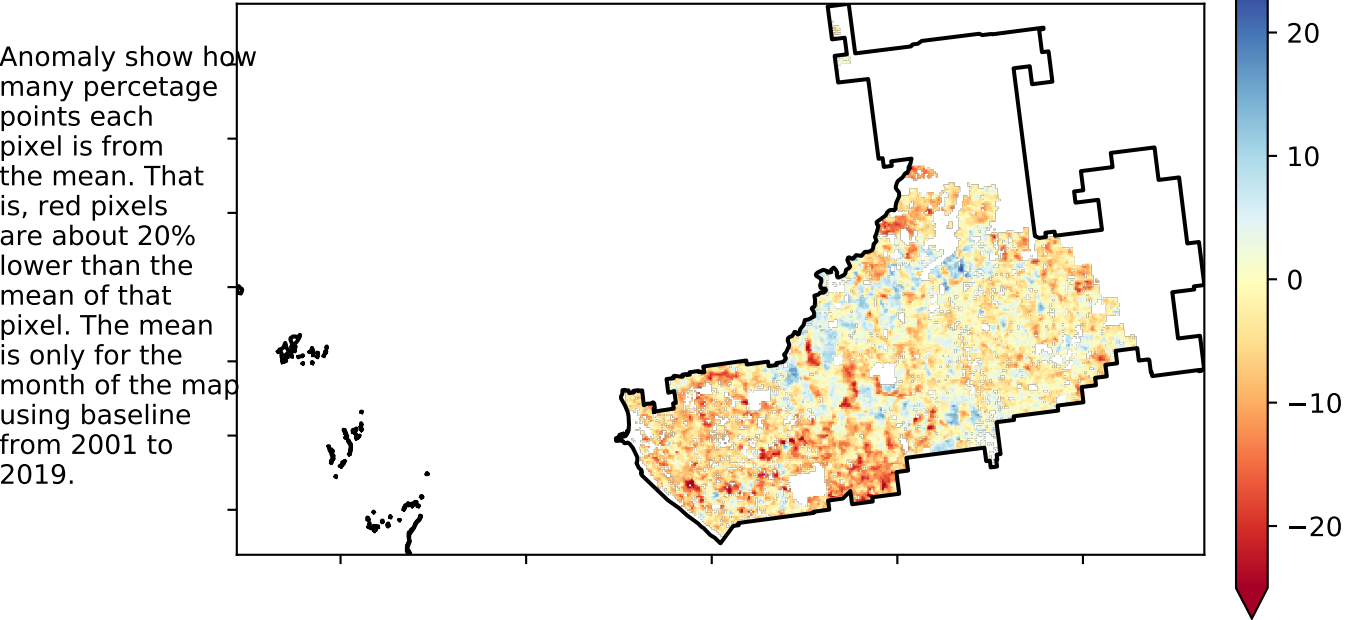 Anomaly show how
many percetage
points each
pixel is from
the mean. That
is, red pixels
are about 20%
lower than the
mean of that
pixel. The mean
is only for the
month of the map
using baseline
from 2001 to
2019.
20
10
0
−10
−20